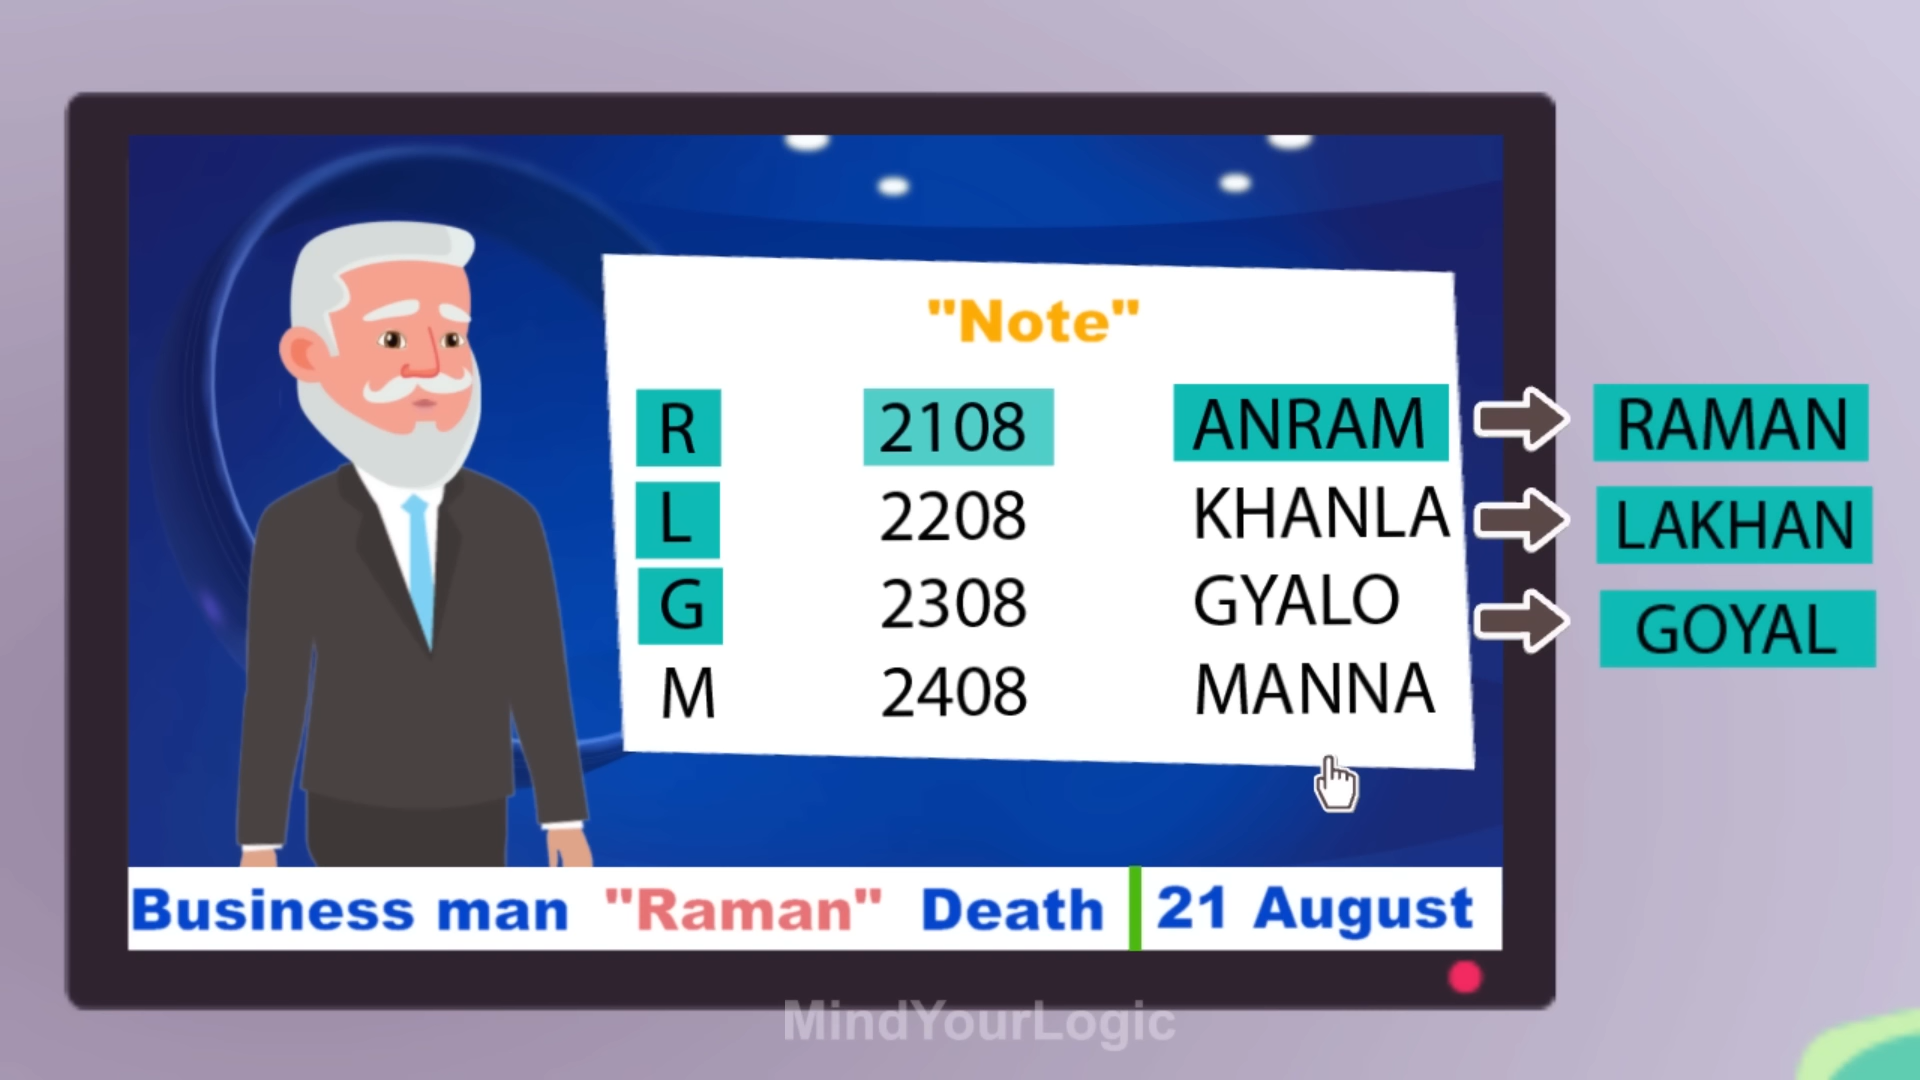 "Note"
R 2108 ANRAM RAMAN
L 2208 KHANLA LAKHAN
G 2308 GYALO GOYAL
M 2408 MANNA
Business man "Raman" Death 21 August
MindYourLogic